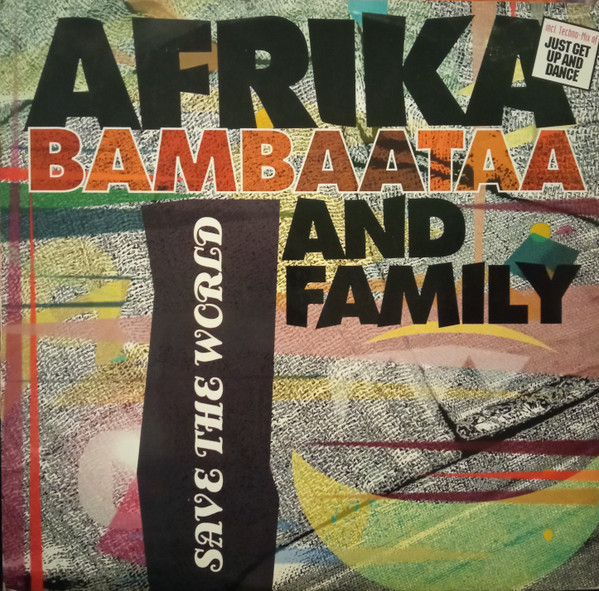 AFRIKA
incl. Techno-Mix of
JUST GET
UP AND
DANCE
BAMBAATAA
AND
FAMILY
SAVE THE WORLD